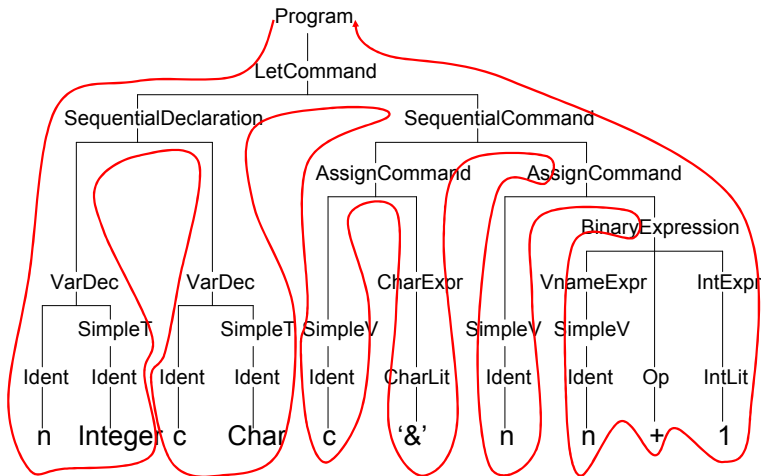 Program
LetCommand
SequentialDeclaration SequentialCommand
AssignCommand AssignCommand
BinaryExpression
VarDec VarDec CharExpr VnameExpr IntExpr
SimpleT SimpleT SimpleV SimpleV SimpleV
Ident Ident Ident Ident Ident CharLit Ident Ident Op IntLit
n Integer c Char c ‘&’ n n + 1